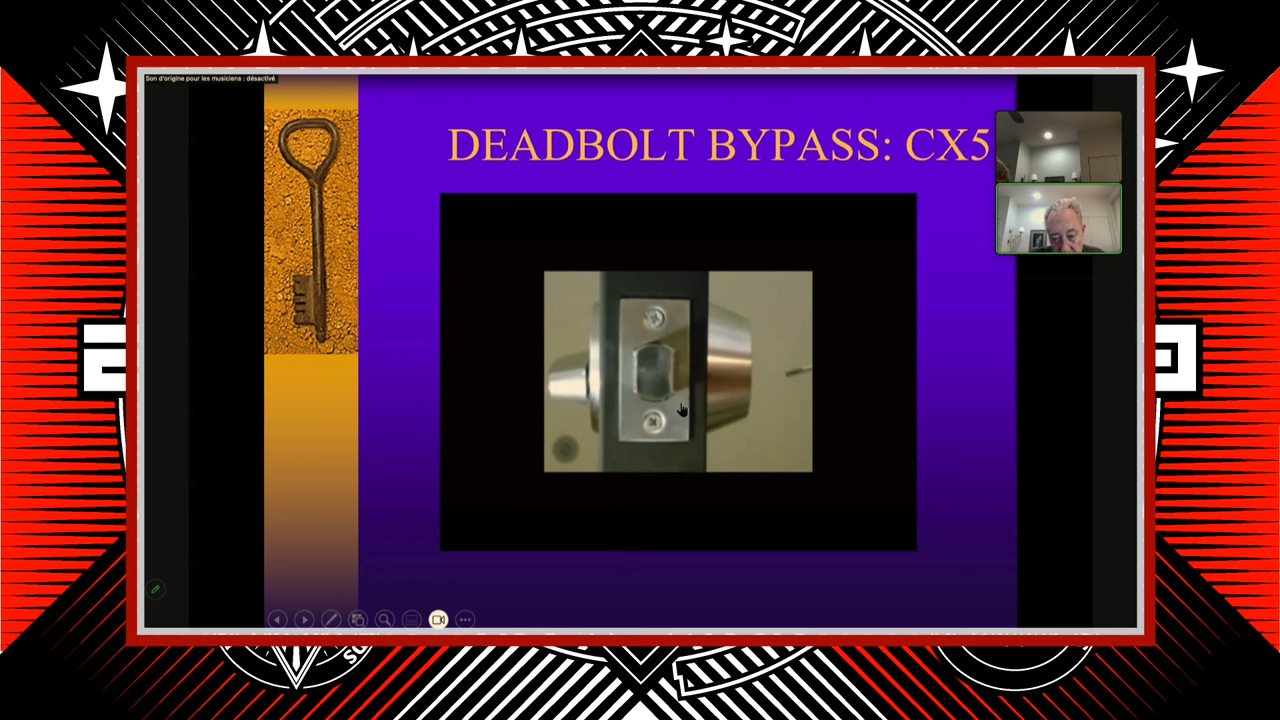 Son d'origine pour les musiciens : désactivé
DEADBOLT BYPASS: CX5